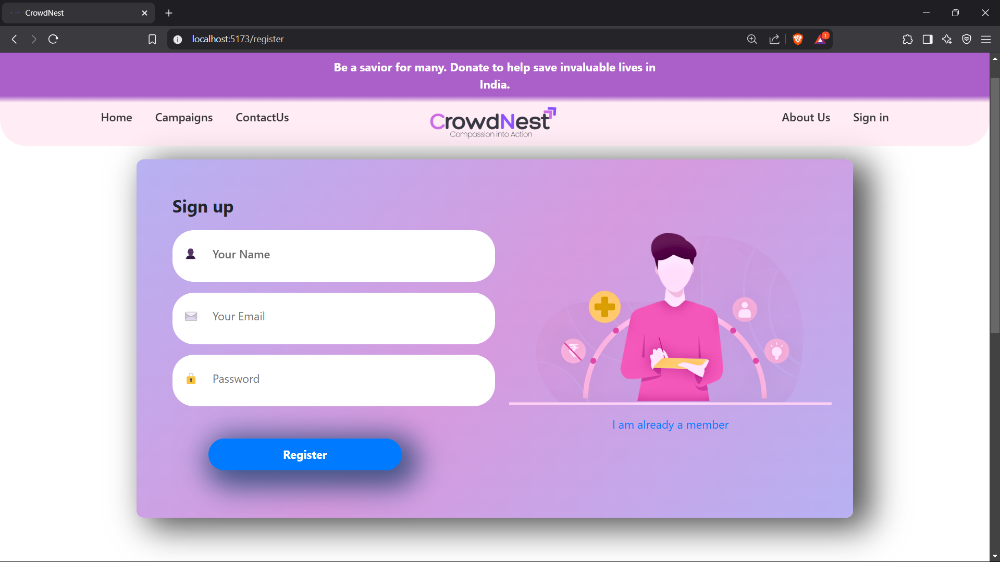 CrowdNest
localhost:5173/register
1
Be a savior for many. Donate to help save invaluable lives in
India.
Home
Campaigns
ContactUs
CrowdNest
Compassion into Action
About Us
Sign in
Sign up
Your Name
Your Email
Password
₹
I am already a member
Register